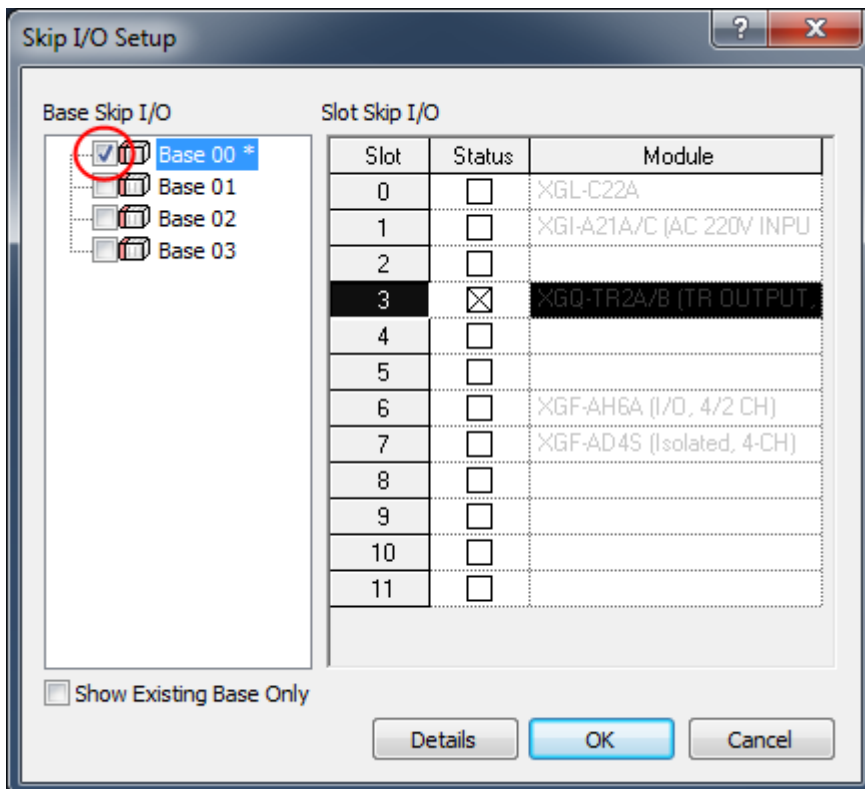 Skip I/O Setup
?
X
Base Skip I/O
Base 00 *
Base 01
Base 02
Base 03
Slot Skip I/O
Slot Status Module
0 XGL-C22A
1 XGI-A21A/C (AC 220V INPU
2
3 XGQ-TR2A/B (TR OUTPUT,
4
5
6 XGF-AH6A (I/O, 4/2 CH)
7 XGF-AD4S (Isolated, 4-CH)
8
9
10
11
Show Existing Base Only
Details OK Cancel